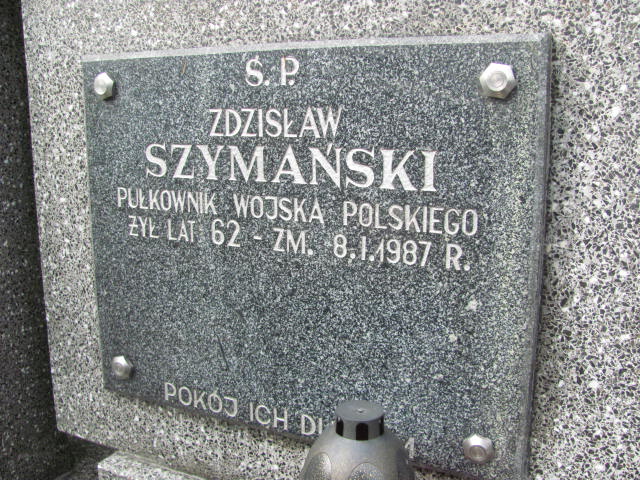 Ś.P.
ZDZISŁAW
SZYMAŃSKI
PUŁKOWNIK WOJSKA POLSKIEGO
ŻYŁ LAT 62 - ZM. 8.I.1987 R.
POKÓJ ICH